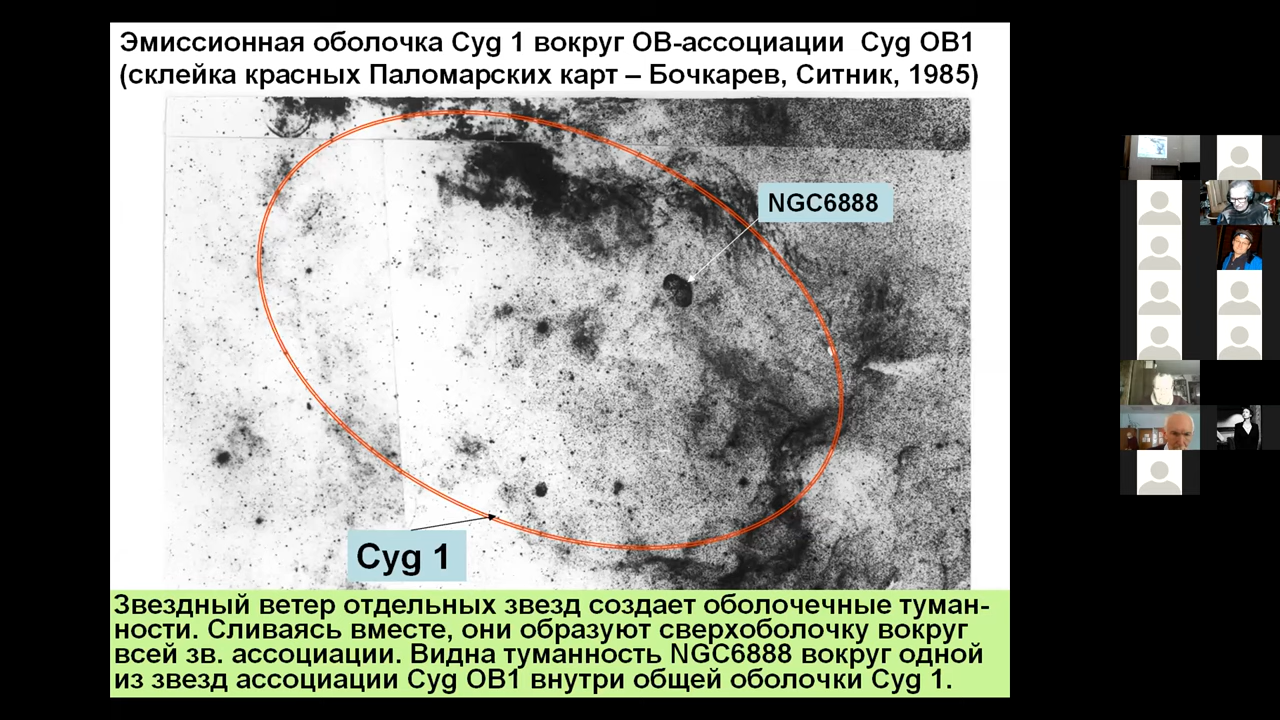 Эмиссионная оболочка Cyg 1 вокруг ОВ-ассоциации Cyg OB1
(склейка красных Паломарских карт – Бочкарев, Ситник, 1985)
NGC6888
Cyg 1
Звездный ветер отдельных звезд создает оболочечные туман-
ности. Сливаясь вместе, они образуют сверхоболочку вокруг
всей зв. ассоциации. Видна туманность NGC6888 вокруг одной
из звезд ассоциации Cyg OB1 внутри общей оболочки Cyg 1.